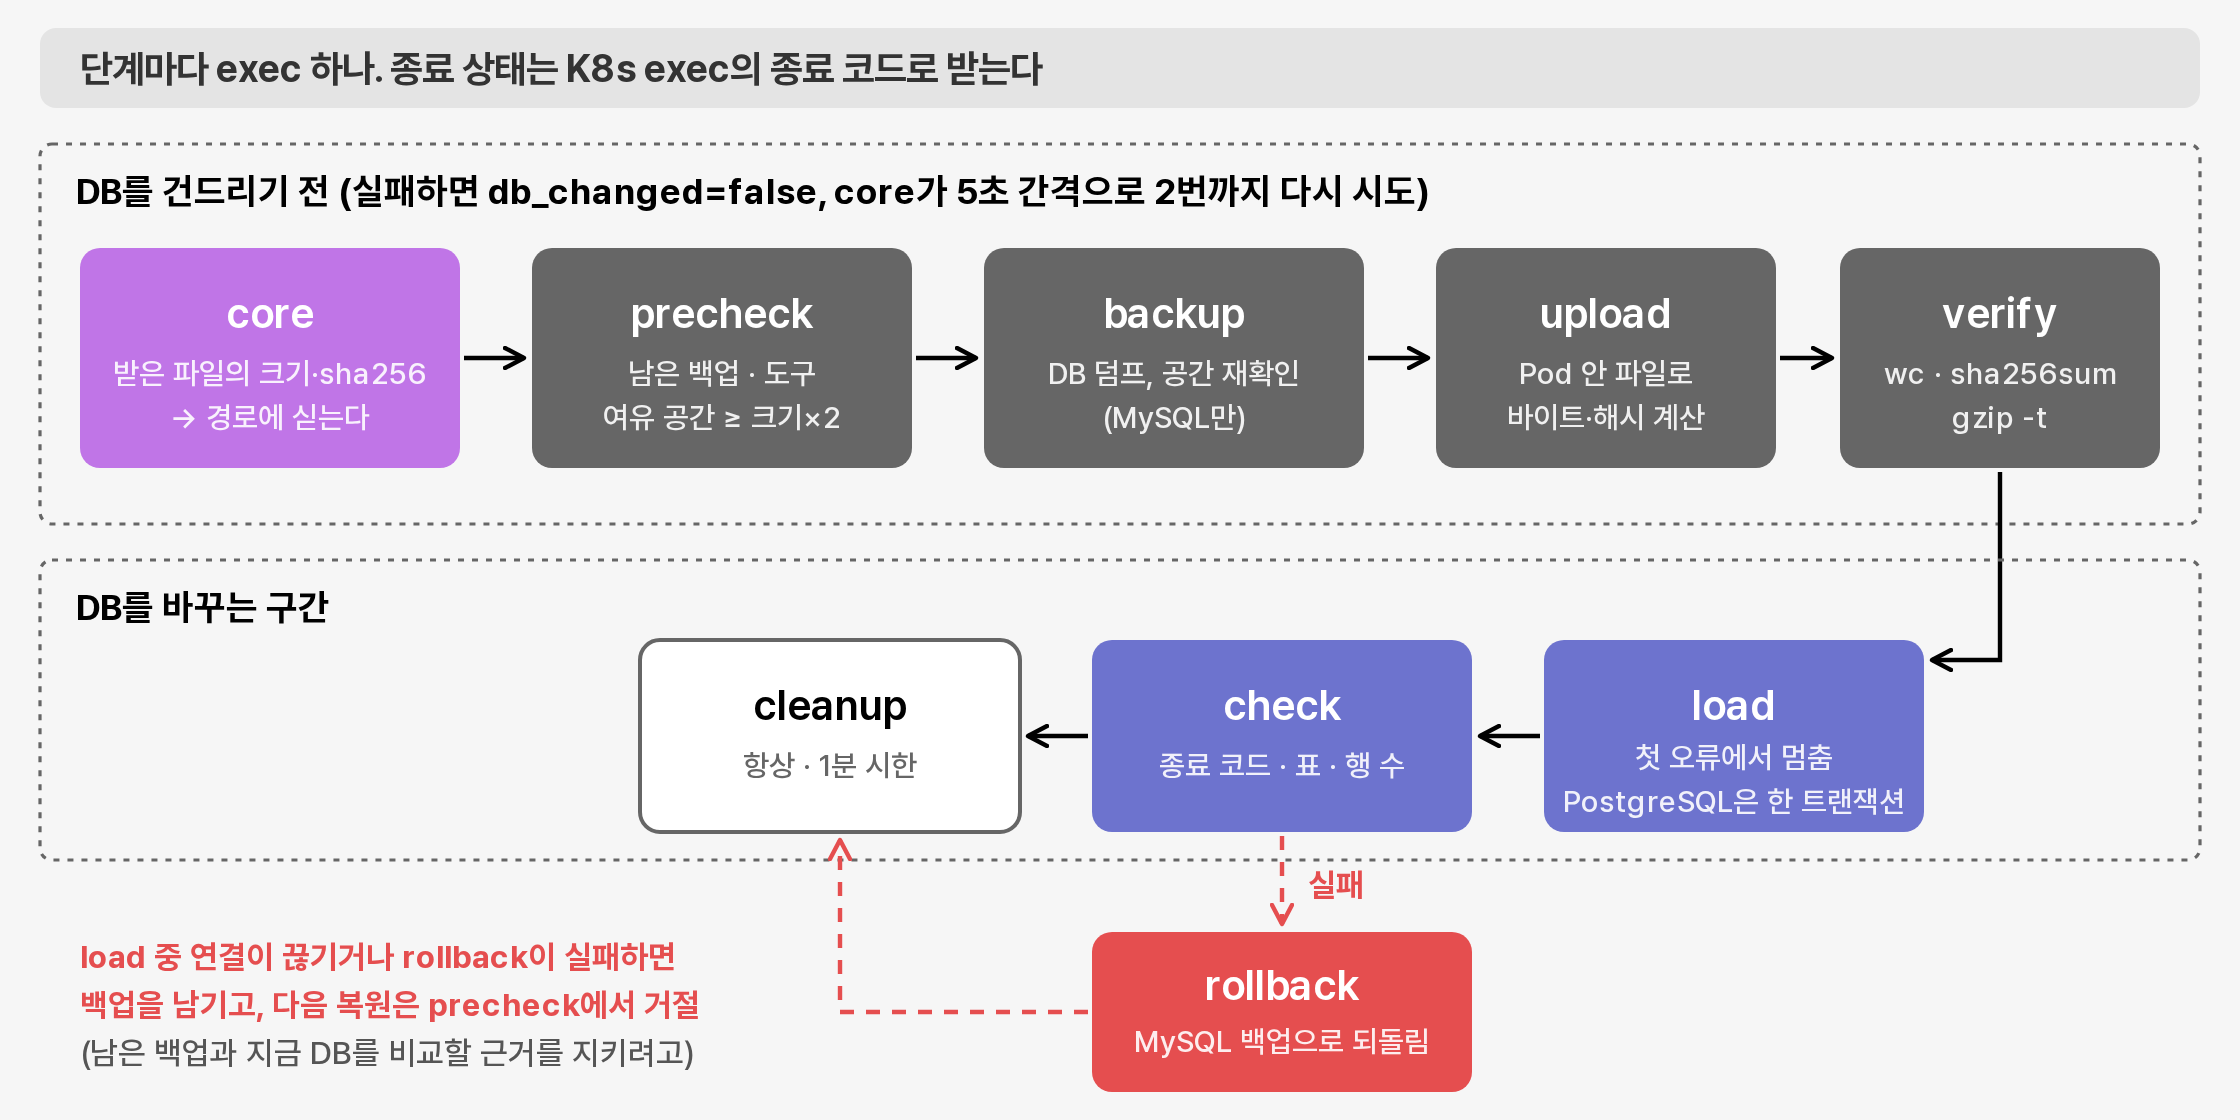 단계마다 exec 하나. 종료 상태는 K8s exec의 종료 코드로 받는다
DB를 건드리기 전 (실패하면 db_changed=false, core가 5초 간격으로 2번까지 다시 시도)
core
받은 파일의 크기·sha256
→ 경로에 싣는다
precheck
남은 백업 · 도구
여유 공간 ≥ 크기×2
backup
DB 덤프, 공간 재확인
(MySQL만)
upload
Pod 안 파일로
바이트·해시 계산
verify
wc · sha256sum
gzip -t
DB를 바꾸는 구간
cleanup
항상 · 1분 시한
check
종료 코드 · 표 · 행 수
load
첫 오류에서 멈춤
PostgreSQL은 한 트랜잭션
실패
rollback
MySQL 백업으로 되돌림
load 중 연결이 끊기거나 rollback이 실패하면
백업을 남기고, 다음 복원은 precheck에서 거절
(남은 백업과 지금 DB를 비교할 근거를 지키려고)